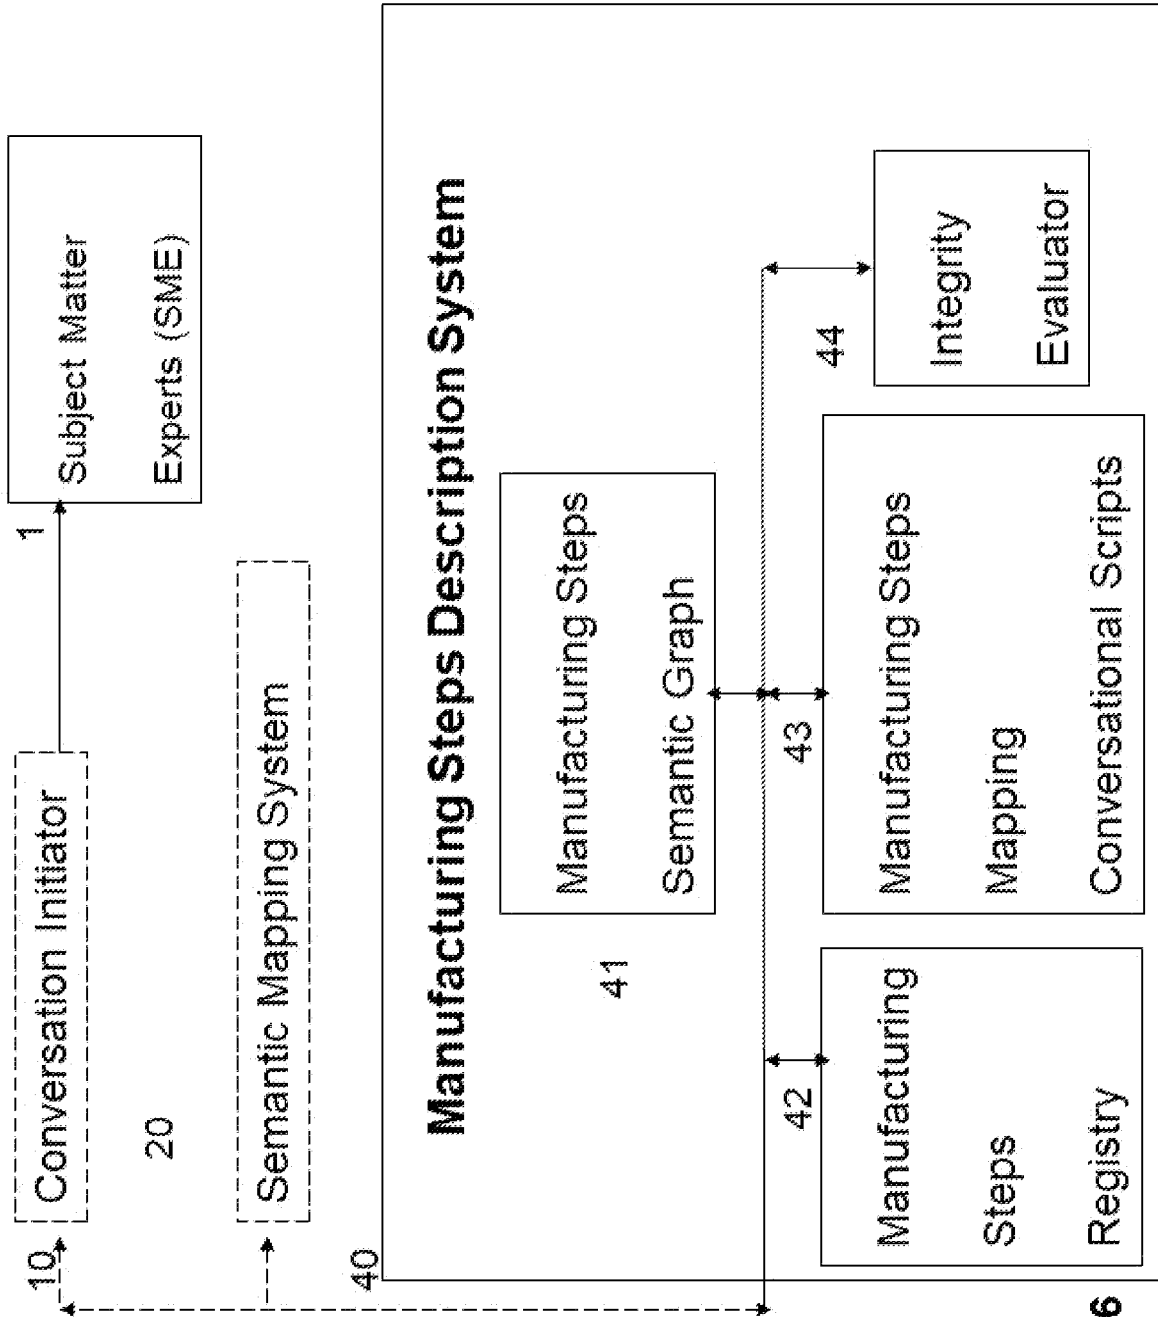 10
Conversation Initiator
1
Subject Matter
Experts (SME)
20
Semantic Mapping System
40
Manufacturing Steps Description System
41
Manufacturing Steps
Semantic Graph
42
43
44
Manufacturing
Steps
Registry
Manufacturing Steps
Mapping
Conversational Scripts
Integrity
Evaluator
6